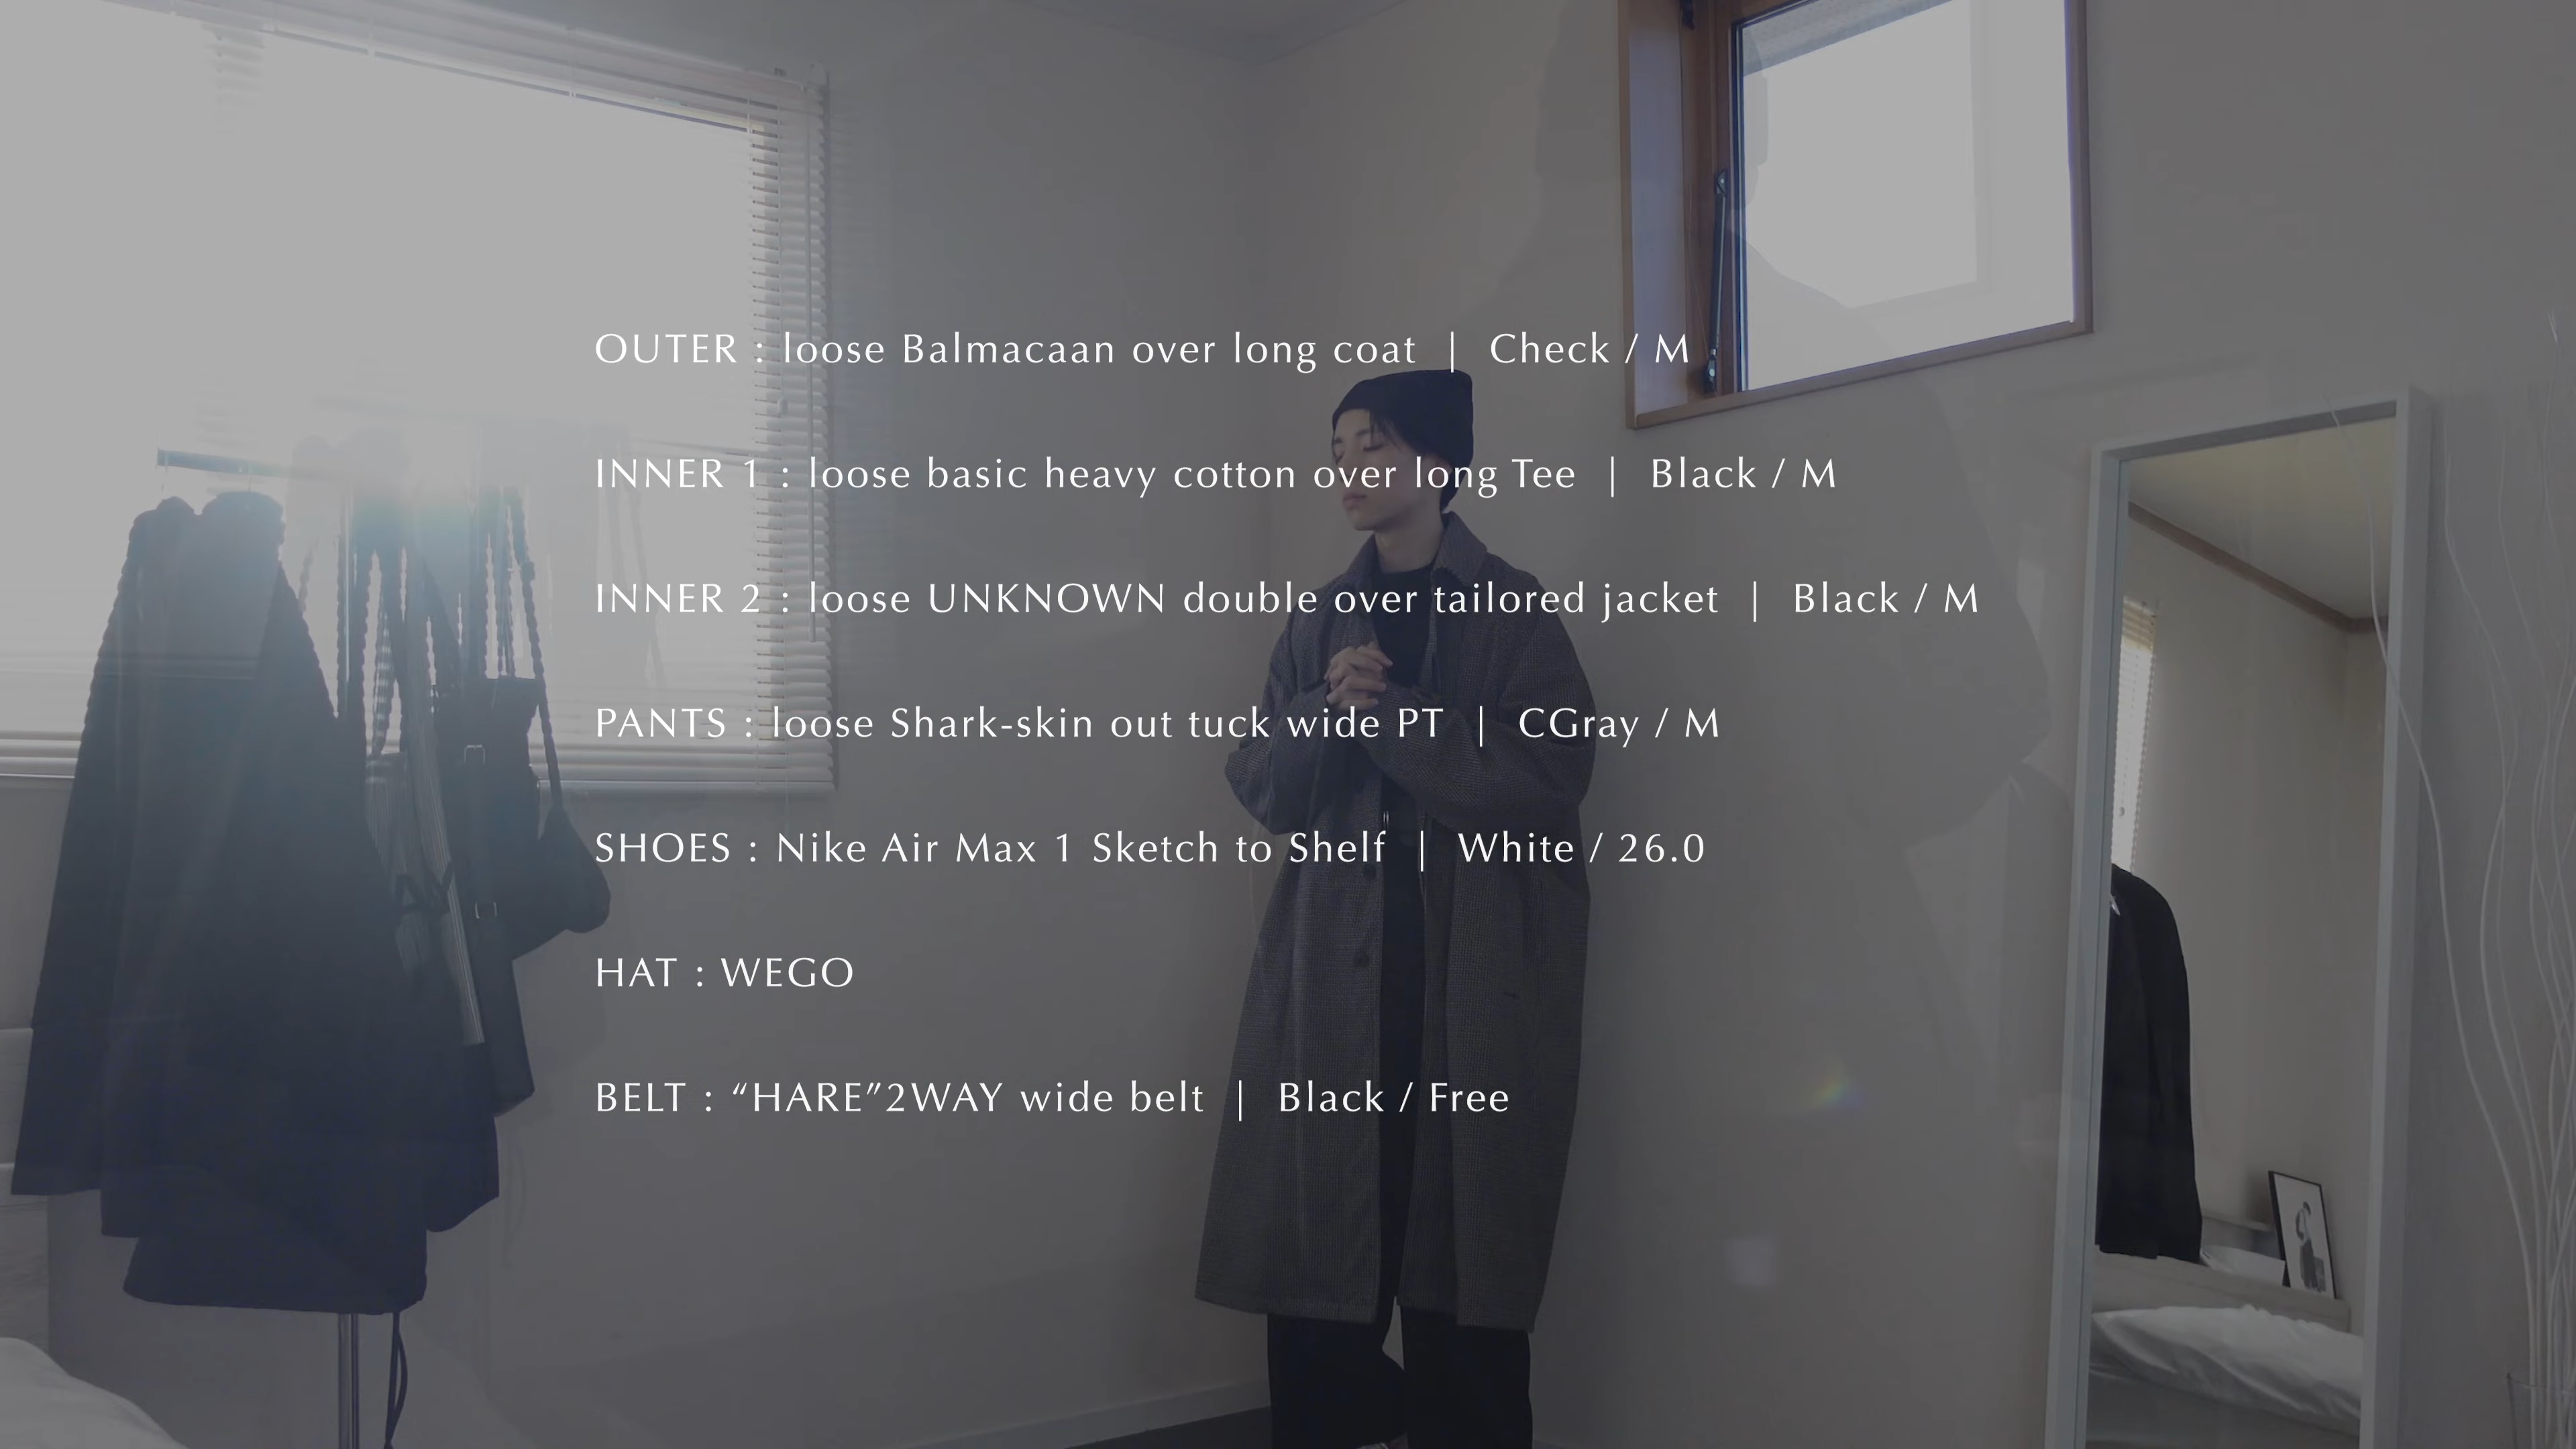 OUTER : loose Balmacaan over long coat | Check / M
INNER 1 : loose basic heavy cotton over long Tee | Black / M
INNER 2 : loose UNKNOWN double over tailored jacket | Black / M
PANTS : loose Shark-skin out tuck wide PT | CGray / M
SHOES : Nike Air Max 1 Sketch to Shelf | White / 26.0
HAT : WEGO
BELT : “HARE”2WAY wide belt | Black / Free